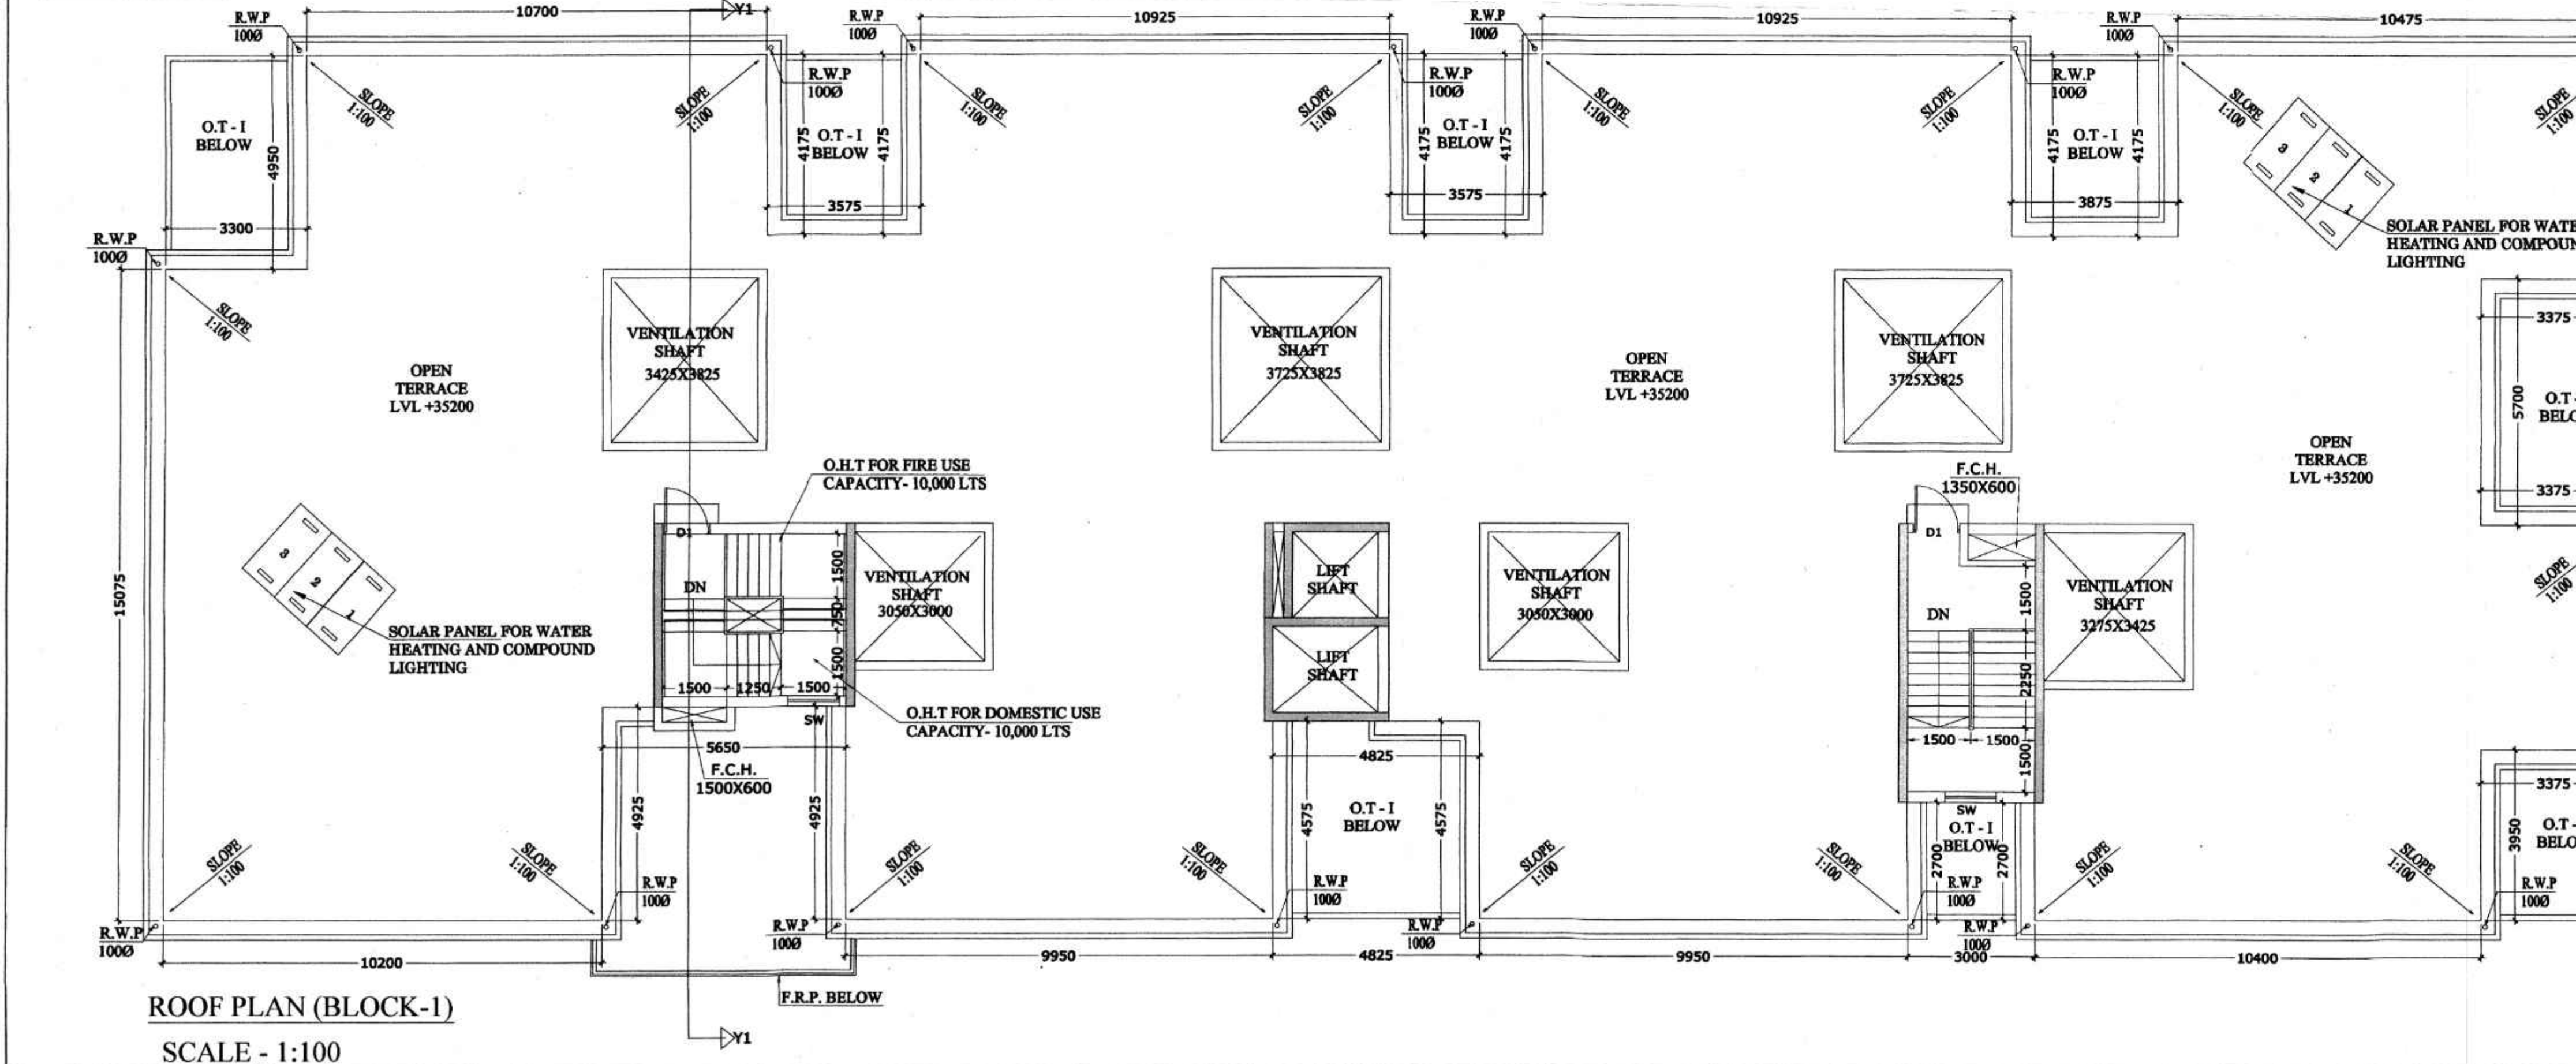 10700
Y1
10925
10925
10475
R.W.P
100Ø
R.W.P
100Ø
R.W.P
100Ø
R.W.P
100Ø
R.W.P
100Ø
R.W.P
100Ø
R.W.P
100Ø
SLOPE
1:100
SLOPE
1:100
SLOPE
1:100
SLOPE
1:100
SLOPE
1:100
SLOPE
1:100
SLOPE
1:100
SLOPE
1:100
O.T - I
BELOW
4950
3300
4175
O.T - I
BELOW
4175
3575
4175
O.T - I
BELOW
4175
3575
4175
O.T - I
BELOW
4175
3875
3
2
1
SOLAR PANEL FOR WATE
HEATING AND COMPOUN
LIGHTING
R.W.P
100Ø
SLOPE
1:100
VENTILATION
SHAFT
3425X3825
VENTILATION
SHAFT
3725X3825
VENTILATION
SHAFT
3725X3825
OPEN
TERRACE
LVL +35200
OPEN
TERRACE
LVL +35200
OPEN
TERRACE
LVL +35200
3375
5700
O.T
BELO
3375
O.H.T FOR FIRE USE
CAPACITY- 10,000 LTS
F.C.H.
1350X600
15075
3
2
1
SOLAR PANEL FOR WATER
HEATING AND COMPOUND
LIGHTING
D1
DN
1500
750
1500
1500
1250
1500
SW
VENTILATION
SHAFT
3050X3000
LIFT
SHAFT
LIFT
SHAFT
VENTILATION
SHAFT
3050X3000
D1
DN
1500
2250
1500
1500
1500
SW
VENTILATION
SHAFT
3275X3425
SLOPE
1:100
O.H.T FOR DOMESTIC USE
CAPACITY- 10,000 LTS
5650
F.C.H.
1500X600
4925
4925
4825
4575
O.T - I
BELOW
4575
O.T - I
BELOW
2700
2700
3375
3950
O.T
BELO
SLOPE
1:100
SLOPE
1:100
SLOPE
1:100
SLOPE
1:100
SLOPE
1:100
SLOPE
1:100
SLOPE
1:100
SLOPE
1:100
R.W.P
100Ø
R.W.P
100Ø
R.W.P
100Ø
R.W.P
100Ø
R.W.P
100Ø
R.W.P
100Ø
R.W.P
100Ø
R.W.P
100Ø
10200
9950
4825
9950
3000
10400
F.R.P. BELOW
ROOF PLAN (BLOCK-1)
SCALE - 1:100
Y1